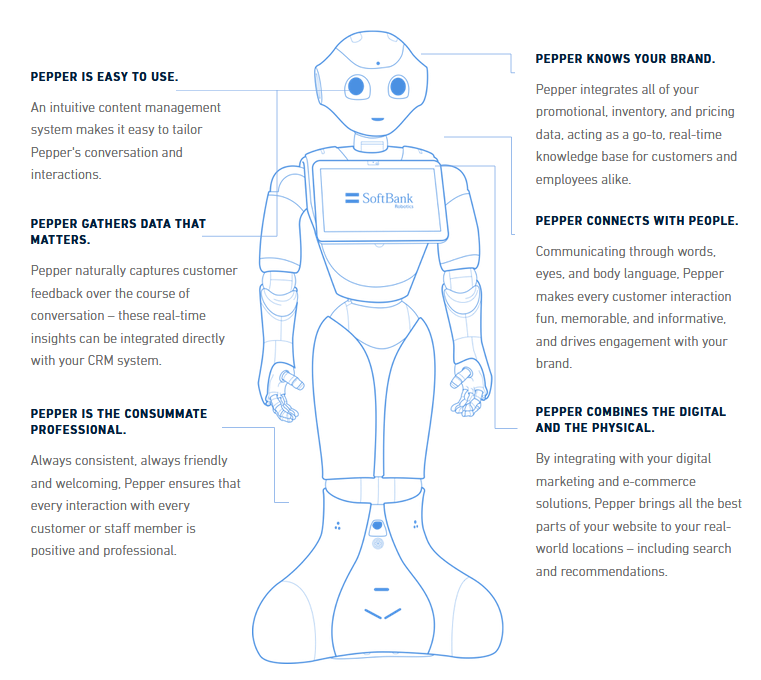 PEPPER IS EASY TO USE.
An intuitive content management
system makes it easy to tailor
Pepper's conversation and
interactions.
PEPPER GATHERS DATA THAT
MATTERS.
Pepper naturally captures customer
feedback over the course of
conversation – these real-time
insights can be integrated directly
with your CRM system.
PEPPER IS THE CONSUMMATE
PROFESSIONAL.
Always consistent, always friendly
and welcoming, Pepper ensures that
every interaction with every
customer or staff member is
positive and professional.
SoftBank
Robotics
PEPPER KNOWS YOUR BRAND.
Pepper integrates all of your
promotional, inventory, and pricing
data, acting as a go-to, real-time
knowledge base for customers and
employees alike.
PEPPER CONNECTS WITH PEOPLE.
Communicating through words,
eyes, and body language, Pepper
makes every customer interaction
fun, memorable, and informative,
and drives engagement with your
brand.
PEPPER COMBINES THE DIGITAL
AND THE PHYSICAL.
By integrating with your digital
marketing and e-commerce
solutions, Pepper brings all the best
parts of your website to your real-
world locations – including search
and recommendations.